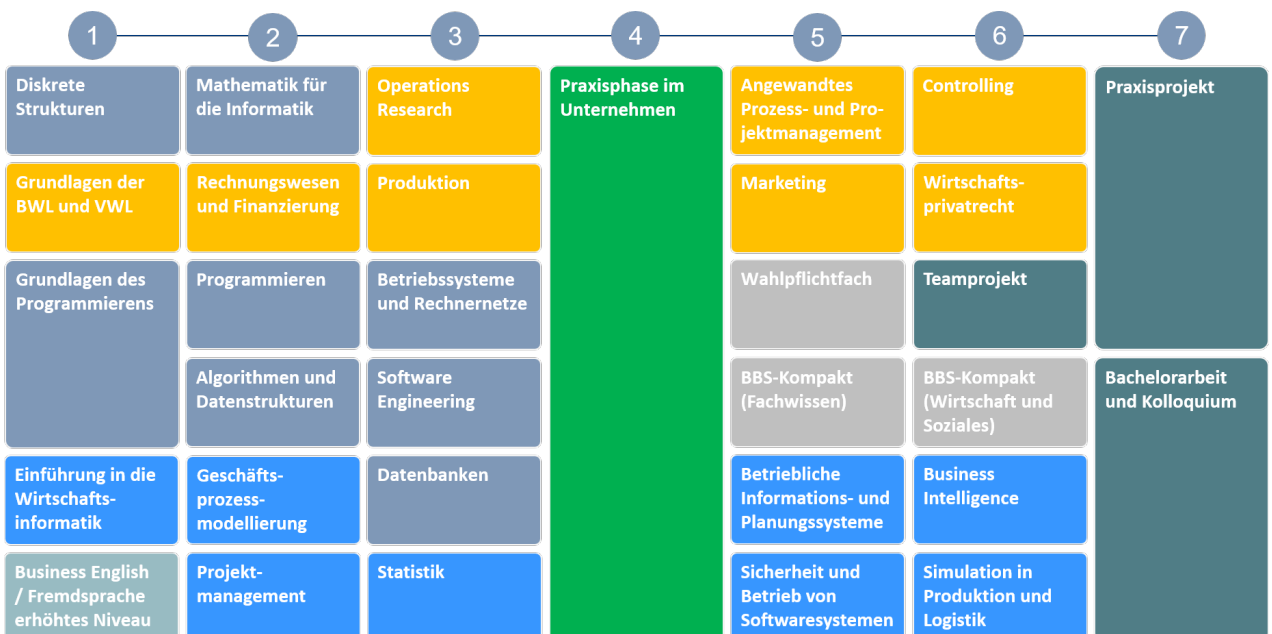 1
2
3
4
5
6
7
Diskrete
Strukturen
Mathematik für
die Informatik
Operations
Research
Praxisphase im
Unternehmen
Angewandtes
Prozess- und Pro-
jektmanagement
Controlling
Praxisprojekt
Grundlagen der
BWL und VWL
Rechnungswesen
und Finanzierung
Produktion
Marketing
Wirtschafts-
privatrecht
Grundlagen des
Programmierens
Programmieren
Betriebssysteme
und Rechnernetze
Wahlpflichtfach
Teamprojekt
Algorithmen und
Datenstrukturen
Software
Engineering
BBS-Kompakt
(Fachwissen)
BBS-Kompakt
(Wirtschaft und
Soziales)
Bachelorarbeit
und Kolloquium
Einführung in die
Wirtschafts-
informatik
Geschäfts-
prozess-
modellierung
Datenbanken
Betriebliche
Informations- und
Planungssysteme
Business
Intelligence
Business English
/ Fremdsprache
erhöhtes Niveau
Projekt-
management
Statistik
Sicherheit und
Betrieb von
Softwaresystemen
Simulation in
Produktion und
Logistik